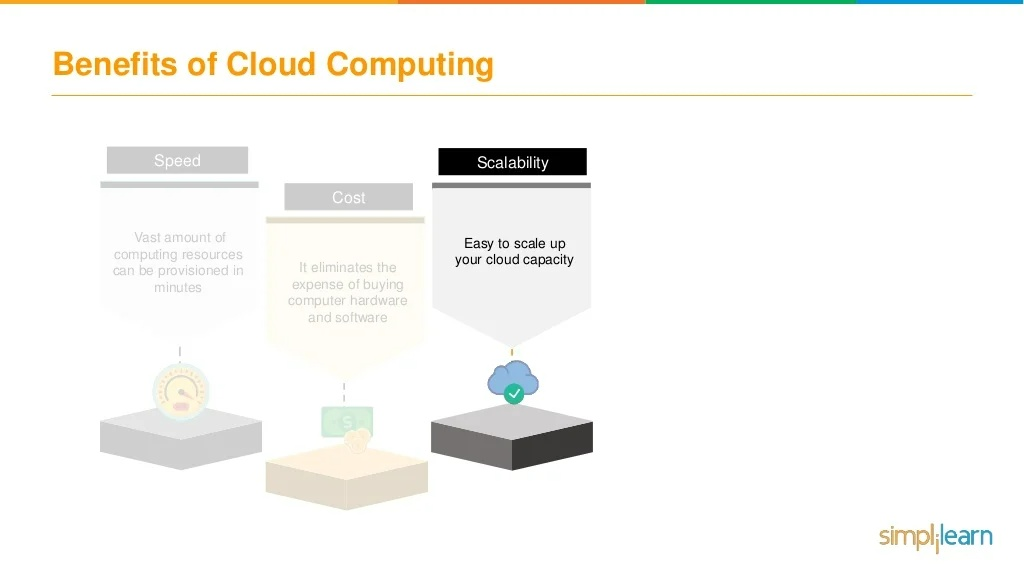 Benefits of Cloud Computing
Speed
Vast amount of
computing resources
can be provisioned in
minutes
Cost
It eliminates the
expense of buying
computer hardware
and software
Scalability
Easy to scale up
your cloud capacity
simplilearn